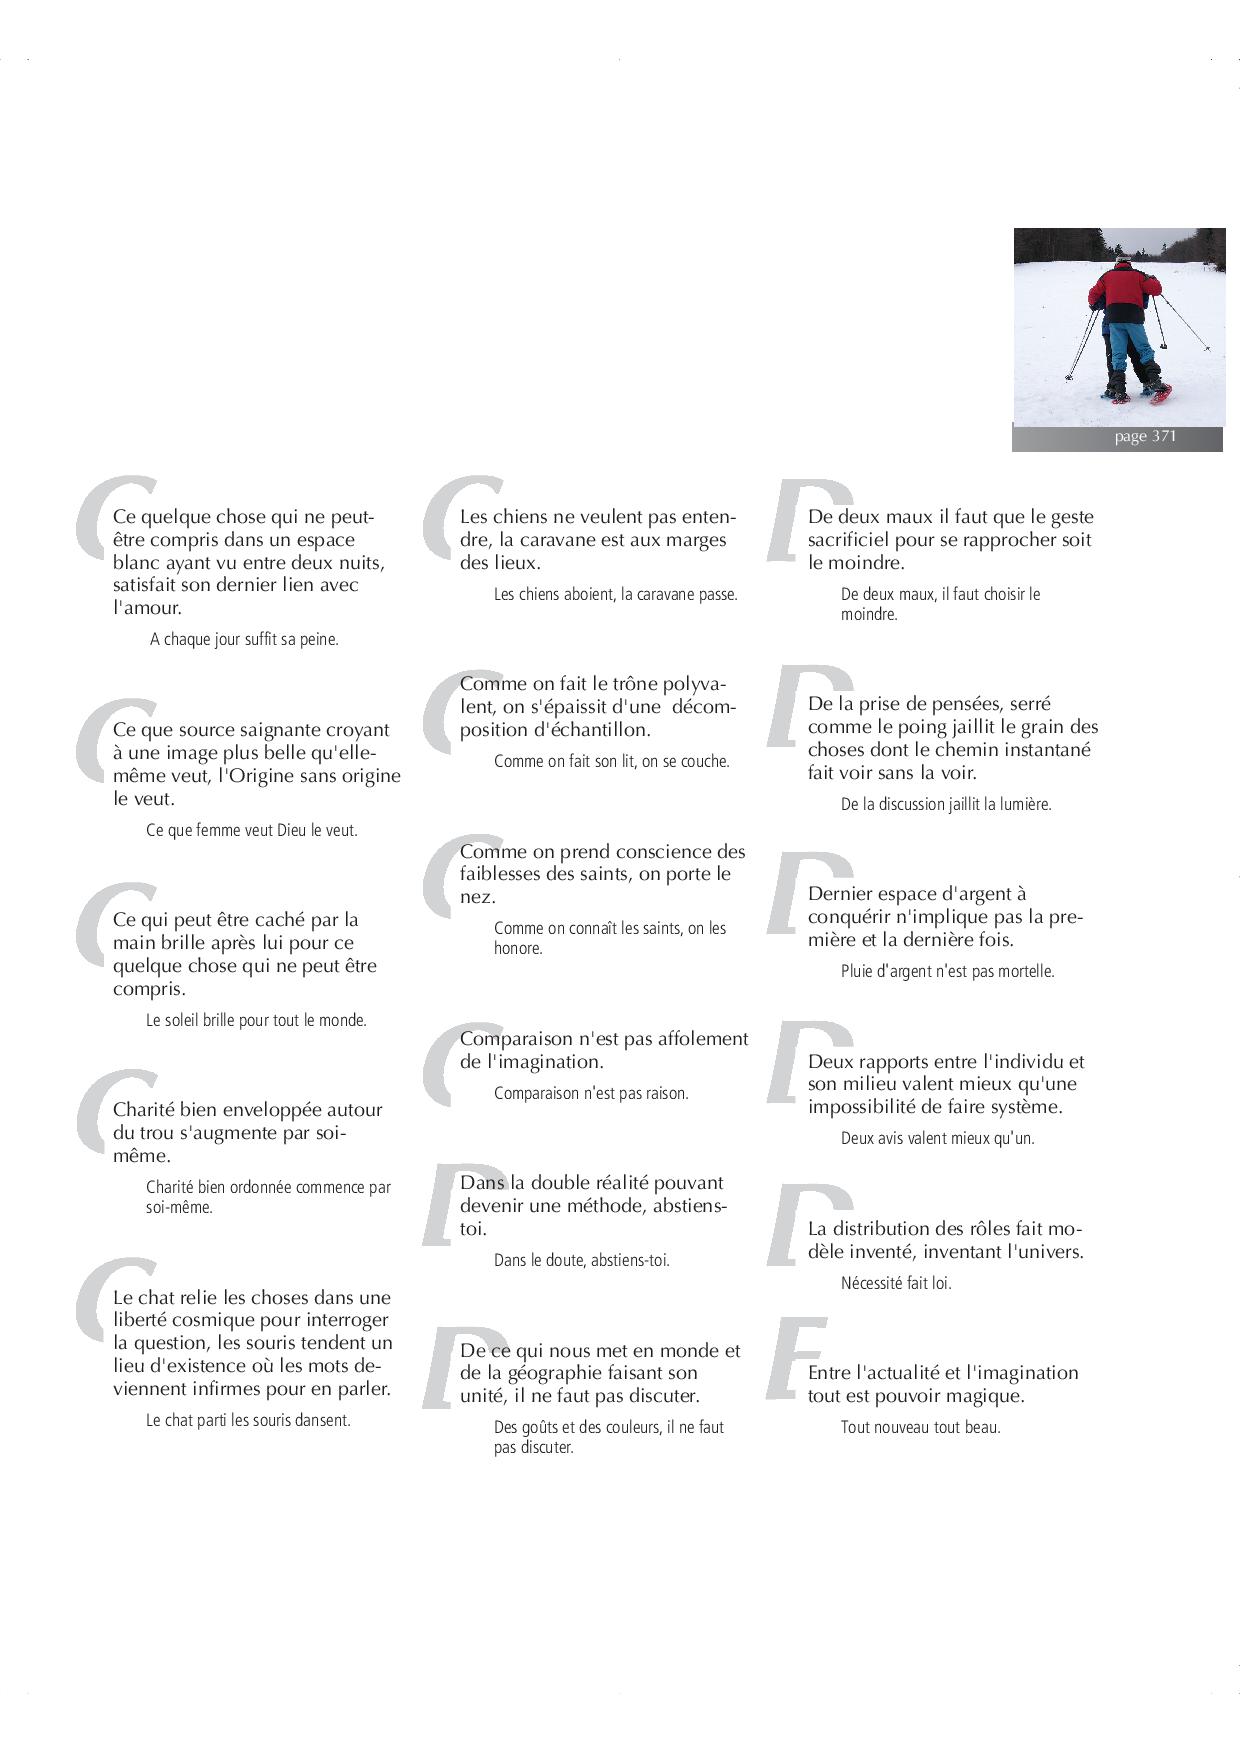 page 371
C
Ce quelque chose qui ne peut-
être compris dans un espace
blanc ayant vu entre deux nuits,
satisfait son dernier lien avec
l'amour.
A chaque jour suffit sa peine.
C
Ce que source saignante croyant
à une image plus belle qu'elle-
même veut, l'Origine sans origine
le veut.
Ce que femme veut Dieu le veut.
C
Ce qui peut être caché par la
main brille après lui pour ce
quelque chose qui ne peut être
compris.
Le soleil brille pour tout le monde.
C
Charité bien enveloppée autour
du trou s'augmente par soi-
même.
Charité bien ordonnée commence par
soi-même.
C
Le chat relie les choses dans une
liberté cosmique pour interroger
la question, les souris tendent un
lieu d'existence où les mots de-
viennent infirmes pour en parler.
Le chat parti les souris dansent.
C
Les chiens ne veulent pas enten-
dre, la caravane est aux marges
des lieux.
Les chiens aboient, la caravane passe.
C
Comme on fait le trône polyva-
lent, on s'épaissit d'une  décom-
position d'échantillon.
Comme on fait son lit, on se couche.
C
Comme on prend conscience des
faiblesses des saints, on porte le
nez.
Comme on connaît les saints, on les
honore.
C
Comparaison n'est pas affolement
de l'imagination.
Comparaison n'est pas raison.
D
Dans la double réalité pouvant
devenir une méthode, abstiens-
toi.
Dans le doute, abstiens-toi.
D
De ce qui nous met en monde et
de la géographie faisant son
unité, il ne faut pas discuter.
Des goûts et des couleurs, il ne faut
pas discuter.
D
De deux maux il faut que le geste
sacrificiel pour se rapprocher soit
le moindre.
De deux maux, il faut choisir le
moindre.
D
De la prise de pensées, serré
comme le poing jaillit le grain des
choses dont le chemin instantané
fait voir sans la voir.
De la discussion jaillit la lumière.
D
Dernier espace d'argent à
conquérir n'implique pas la pre-
mière et la dernière fois.
Pluie d'argent n'est pas mortelle.
D
Deux rapports entre l'individu et
son milieu valent mieux qu'une
impossibilité de faire système.
Deux avis valent mieux qu'un.
D
La distribution des rôles fait mo-
dèle inventé, inventant l'univers.
Nécessité fait loi.
E
Entre l'actualité et l'imagination
tout est pouvoir magique.
Tout nouveau tout beau.